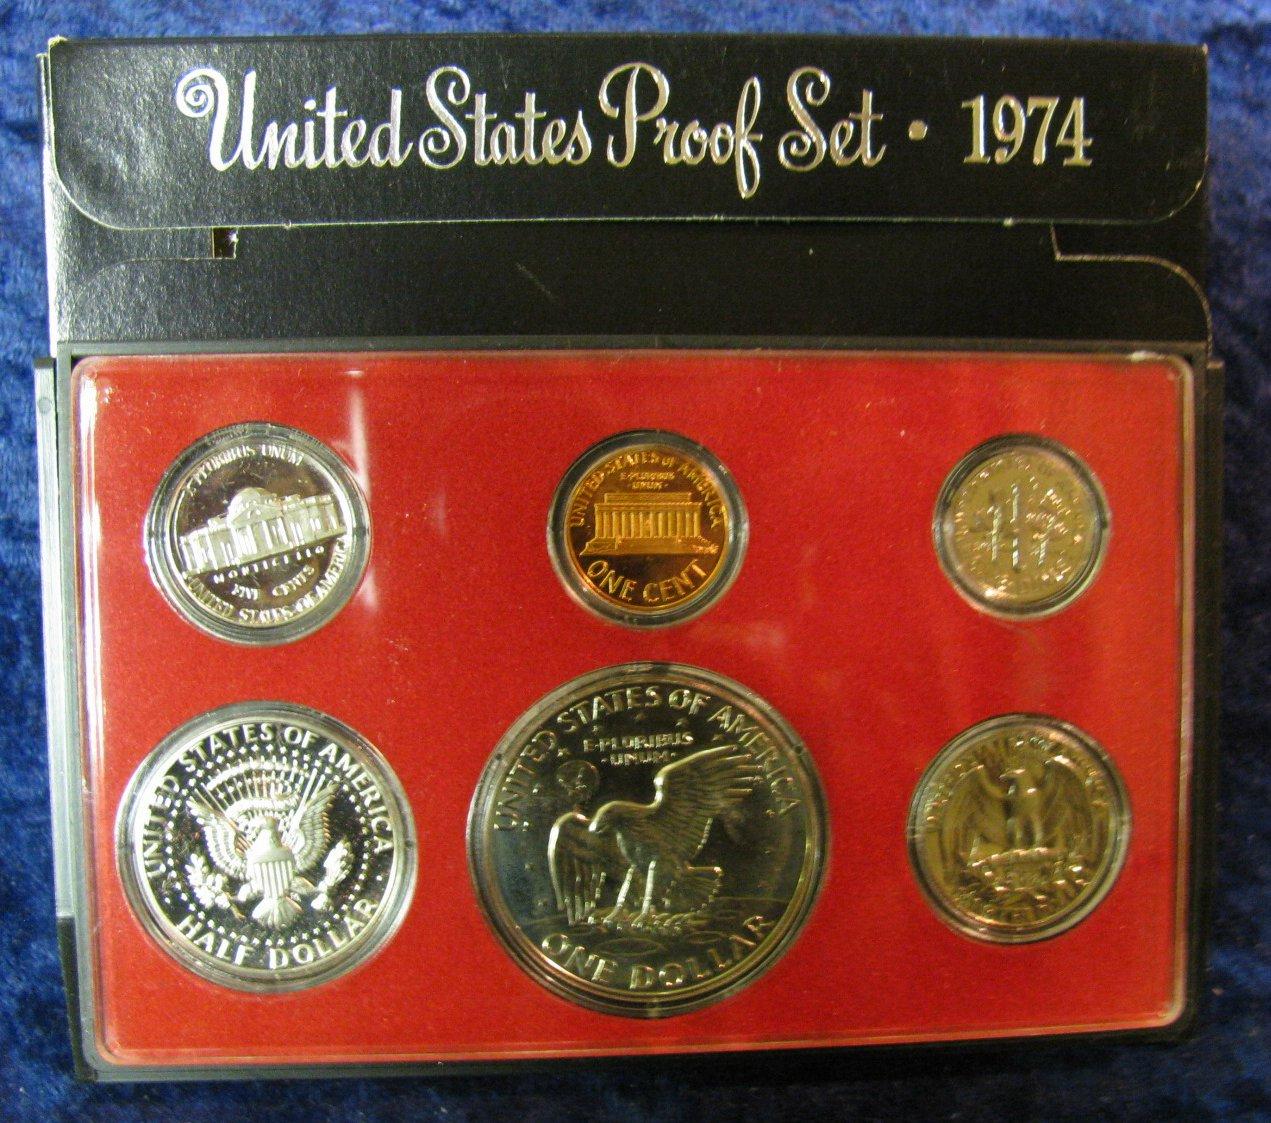 United States Proof Set • 1974
E·PLURIBUS UNUM
MONTICELLO
FIVE CENTS
UNITED STATES OF AMERICA
UNITED STATES OF AMERICA
E·PLURIBUS
·UNUM·
ONE CENT
UNITED STATES OF AMERICA
HALF DOLLAR
UNITED STATES OF AMERICA
E·PLURIBUS
·UNUM·
ONE DOLLAR